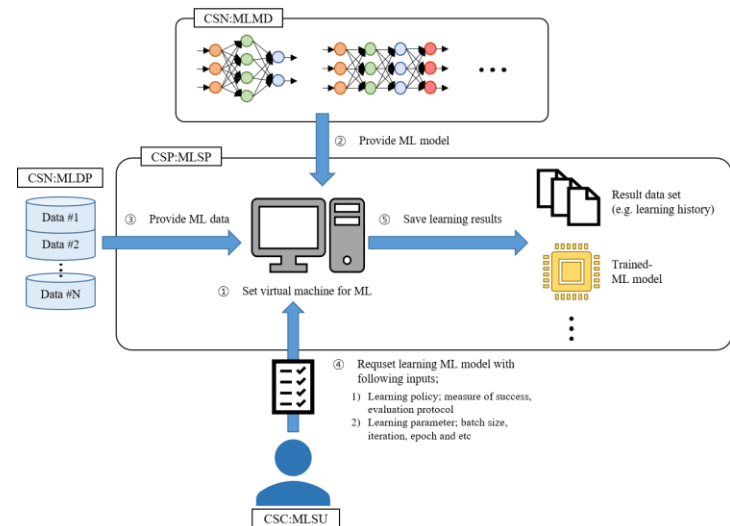 CSN:MLMD
② Provide ML model
CSP:MLSP
CSN:MLDP
Data #1
Data #2
Data #N
③ Provide ML data
① Set virtual machine for ML
⑤ Save learning results
Result data set
(e.g. learning history)
Trained-
ML model
④ Requset learning ML model with
following inputs;
1) Learning policy; measure of success,
evaluation protocol
2) Learning parameter; batch size,
iteration, epoch and etc
CSC:MLSU